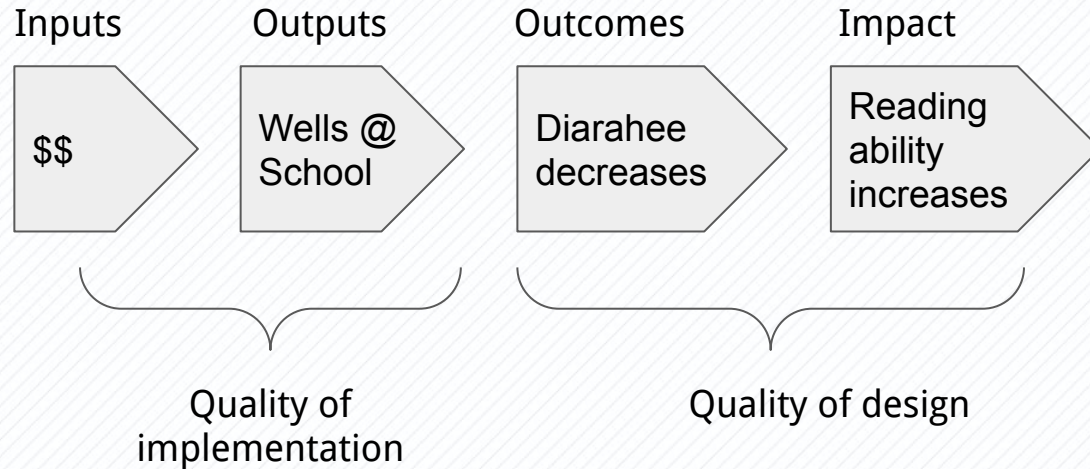 Inputs
Outputs
Outcomes
Impact
$$
Wells @
School
Diarahee
decreases
Reading
ability
increases
Quality of
implementation
Quality of design